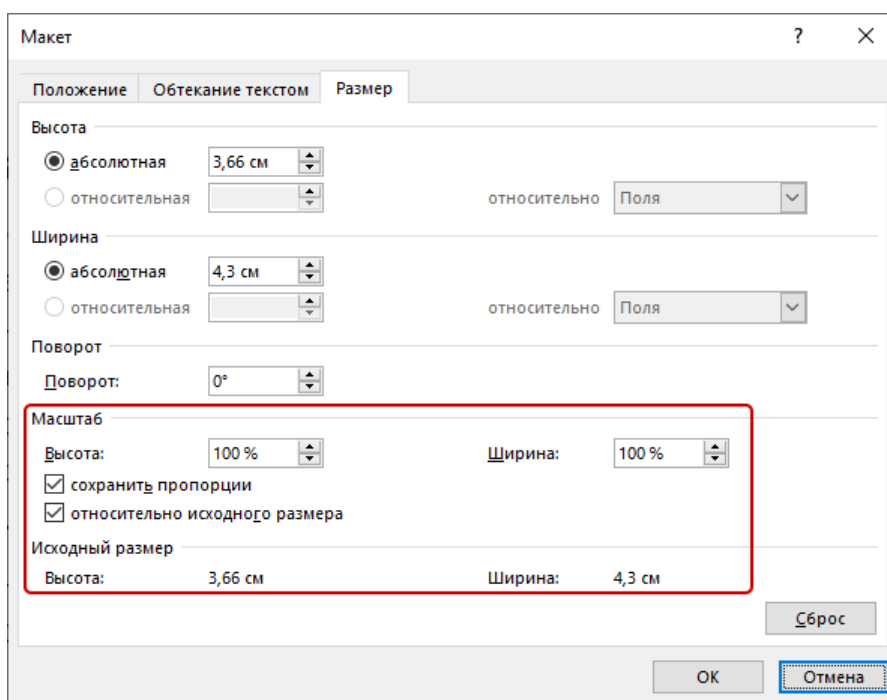 Макет ?
Положение Обтекание текстом Размер
Высота
абсолютная 3,66 см
относительная относительно Поля
Ширина
абсолютная 4,3 см
относительная относительно Поля
Поворот
Поворот: 0°
Масштаб
Высота: 100 % Ширина: 100 %
сохранить пропорции
относительно исходного размера
Исходный размер
Высота: 3,66 см Ширина: 4,3 см
Сброс
ОК Отмена